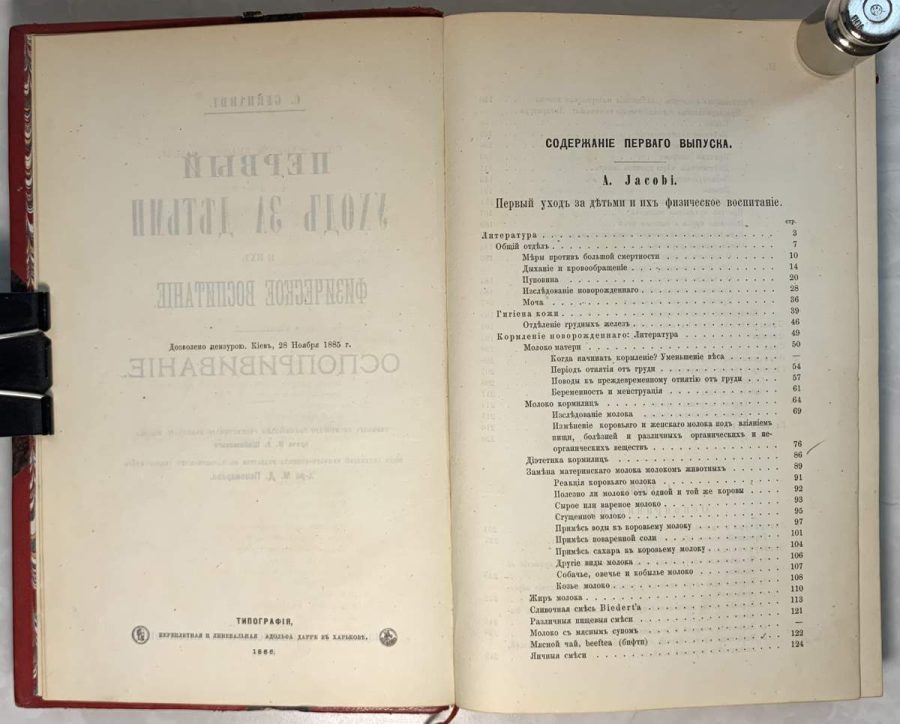 Дозволено цензурою. Кіевъ, 28 Ноября 1885 г.
ТИПОГРАФІЯ,
ПЕРЕПЛЕТНАЯ И ЛИНЕВАЛЬНАЯ АДОЛЬФА ДАРРЕ ВЪ ХАРЬКОВѢ,
1886,
СОДЕРЖАНІЕ ПЕРВАГО ВЫПУСКА.
A. Jacobi.
Первый уходъ за дѣтьми и ихъ физическое воспитаніе.
стр.
Литература 3
Общій отдѣлъ 7
Мѣры противъ большой смертности 10
Дыханіе и кровообращеніе 14
Пуповина 20
Изслѣдованіе новорожденнаго 28
Моча 36
Гигіена кожи 39
Отдѣленіе грудныхъ железъ 46
Кормленіе новорожденнаго: Литература 49
Молоко матери 50
Когда начинать кормленіе? Уменьшеніе вѣса —
Періодъ отнятія отъ груди 54
Поводы къ преждевременному отнятію отъ груди 57
Беременность и менструація 61
Молоко кормилицъ 64
Изслѣдованіе молока 69
Измѣненіе коровьяго и женскаго молока подъ вліяніемъ
пищи, болѣзней и различныхъ органическихъ и не-
органическихъ веществъ 76
Діэтетика кормилицъ 86
Замѣна материнскаго молока молокомъ животныхъ 89
Реакція коровьяго молока 91
Полезно ли молоко отъ одной и той же коровы 92
Сырое или вареное молоко 93
Сгущенное молоко 95
Примѣсь воды къ коровьему молоку 97
Примѣсь поваренной соли 101
Примѣсь сахара къ коровьему молоку 104
Другіе виды молока 106
Собачье, овечье и кобылье молоко 107
Козье молоко 108
Жиръ молока 110
Сливочная смѣсь Biedert'a 113
Различныя пищевыя смѣси 121
Молоко съ мяснымъ супомъ —
Мясной чай, beeftea (бифти) 122
Яичныя смѣси 124